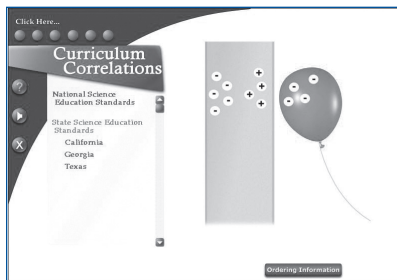 Click Here...
Curriculum
Correlations
National Science
Education Standards
State Science Education
Standards
California
Georgia
Texas
?
X
Ordering Information